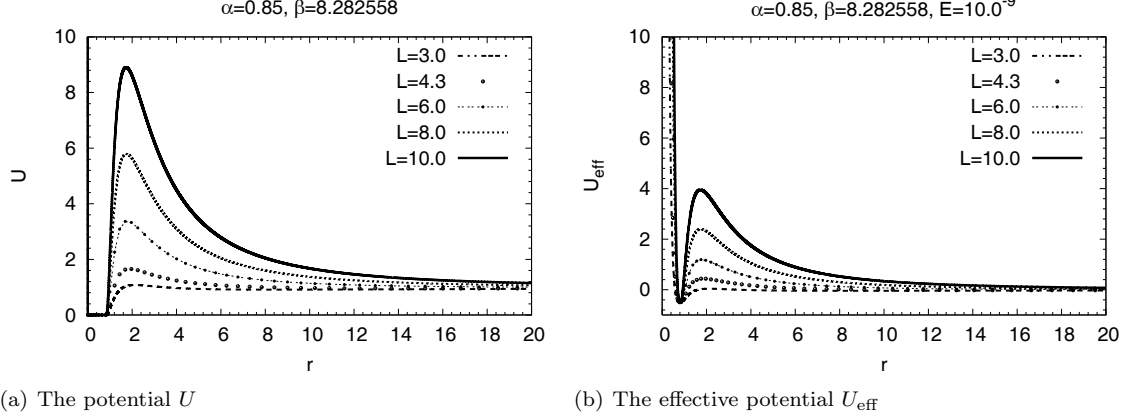 α=0.85, β=8.282558
10
8
6
4
2
0
U
0 2 4 6 8 10 12 14 16 18 20
r
L=3.0
L=4.3
L=6.0
L=8.0
L=10.0
(a) The potential U
α=0.85, β=8.282558, E=10.0⁻⁹
10
8
6
4
2
0
U_eff
0 2 4 6 8 10 12 14 16 18 20
r
L=3.0
L=4.3
L=6.0
L=8.0
L=10.0
(b) The effective potential U_eff